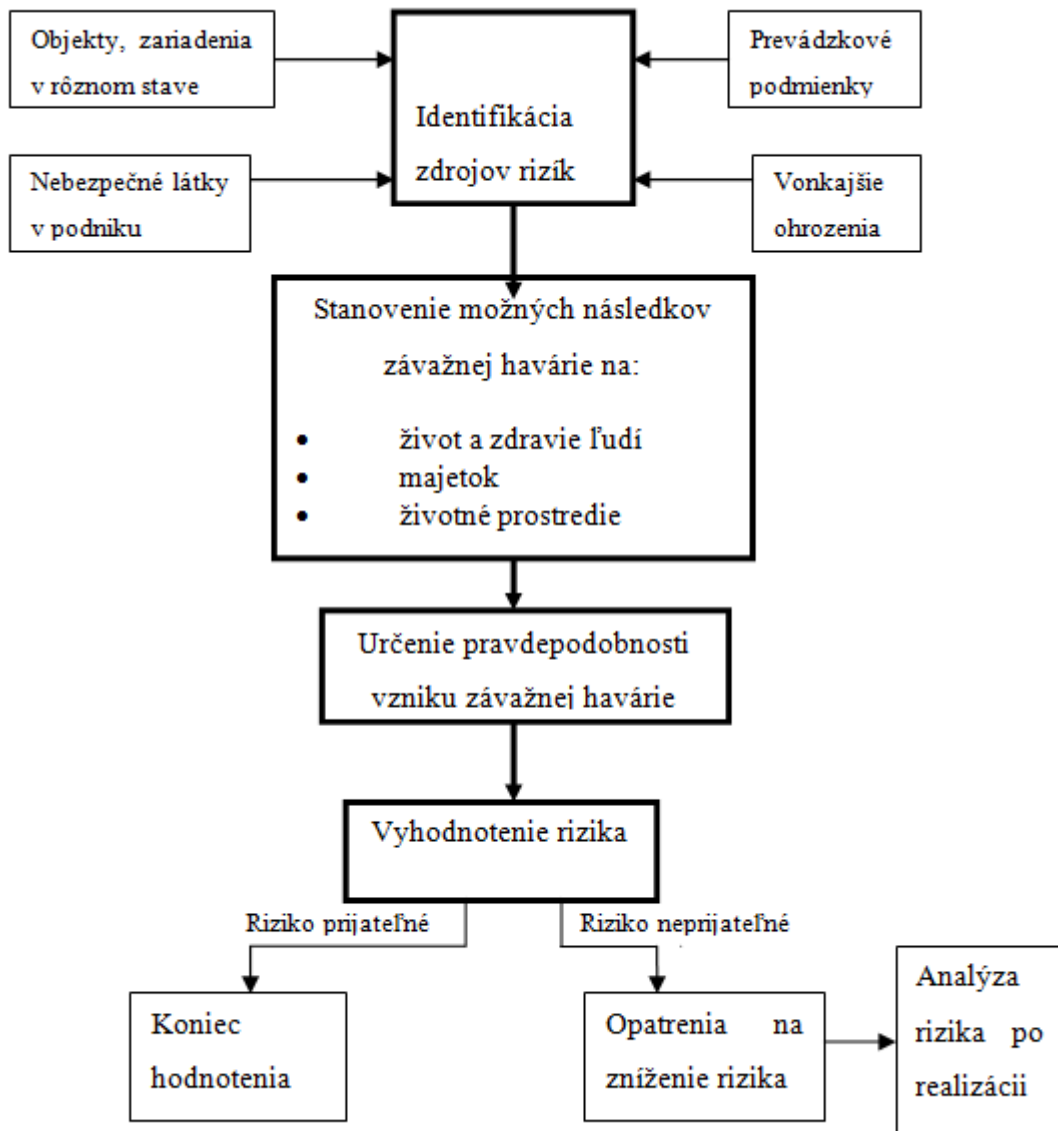 Objekty, zariadenia
v rôznom stave
Prevádzkové
podmienky
Identifikácia
zdrojov rizík
Nebezpečné látky
v podniku
Vonkajšie
ohrozenia
Stanovenie možných následkov
závažnej havárie na:
• život a zdravie ľudí
• majetok
• životné prostredie
Určenie pravdepodobnosti
vzniku závažnej havárie
Vyhodnotenie rizika
Riziko prijateľné
Riziko neprijateľné
Koniec
hodnotenia
Opatrenia na
zníženie rizika
Analýza
rizika po
realizácii